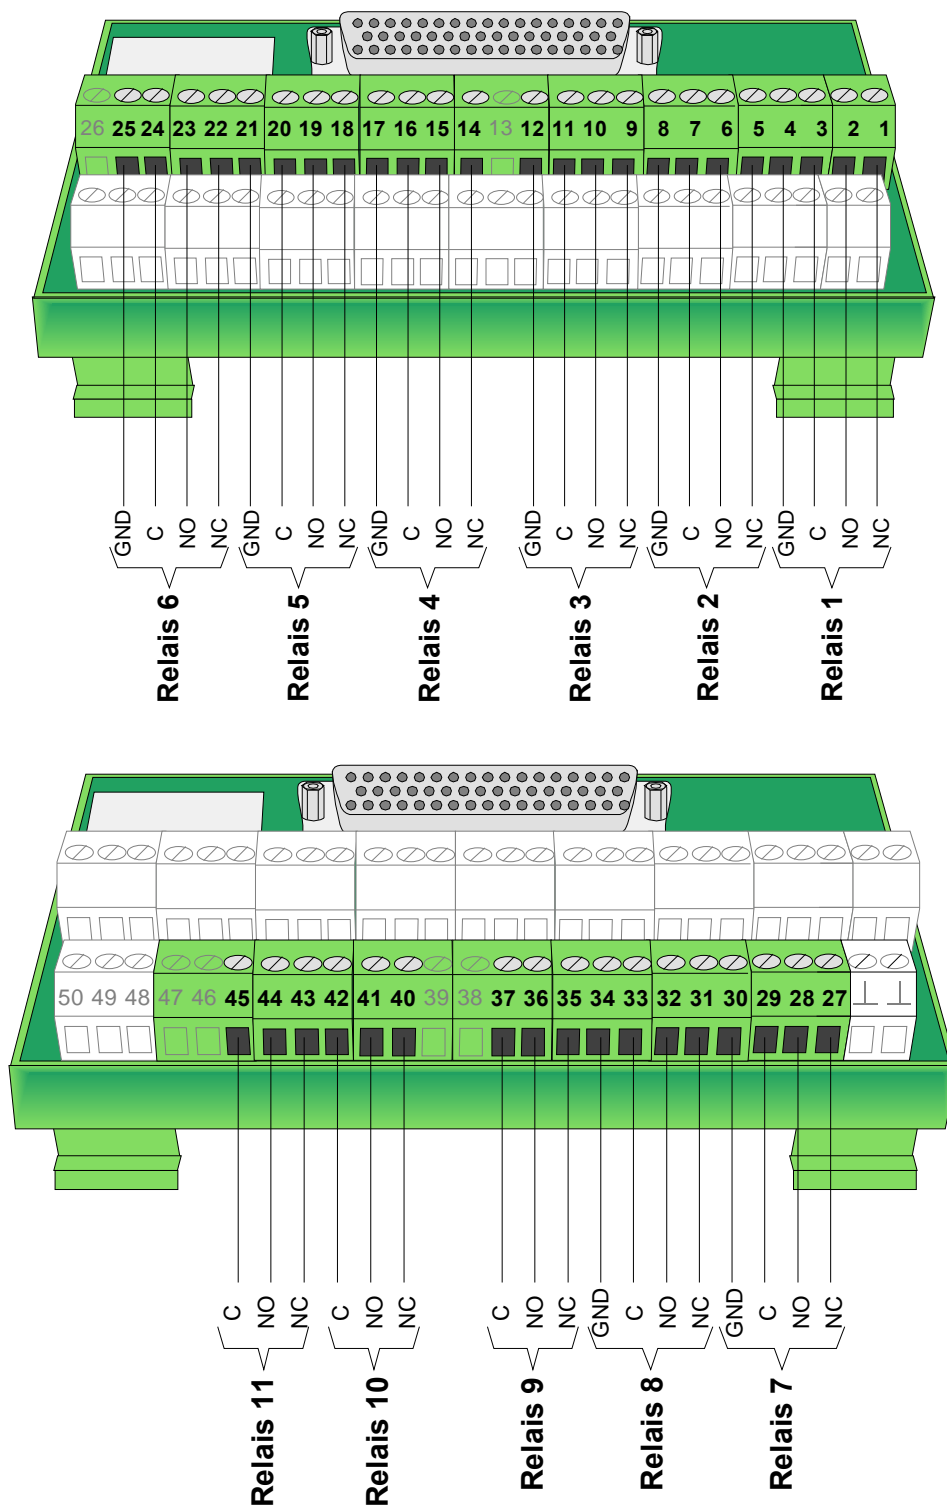 26 25 24 23 22 21 20 19 18 17 16 15 14 13 12 11 10 9 8 7 6 5 4 3 2 1
GND C NO NC GND C NO NC GND C NO NC GND C NO NC GND C NO NC GND C NO NC
Relais 6 Relais 5 Relais 4 Relais 3 Relais 2 Relais 1
50 49 48 47 46 45 44 43 42 41 40 39 38 37 36 35 34 33 32 31 30 29 28 27
C NO NC C NO NC C NO NC GND C NO NC GND C NO NC
Relais 11 Relais 10 Relais 9 Relais 8 Relais 7